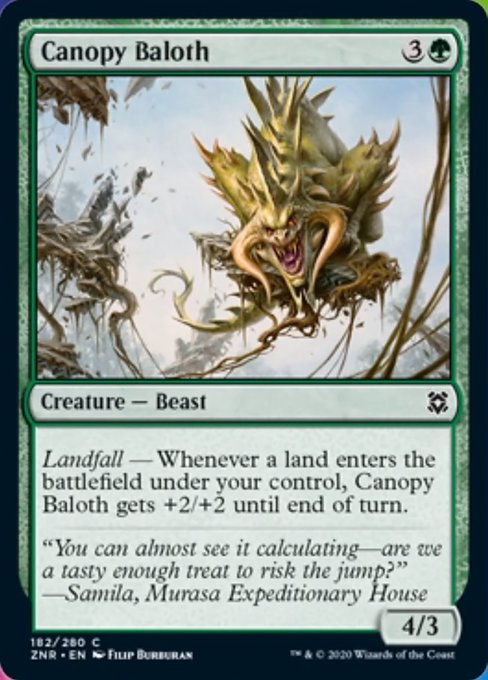 Canopy Baloth 3
Creature — Beast
Landfall — Whenever a land enters the
battlefield under your control, Canopy
Baloth gets +2/+2 until end of turn.
“You can almost see it calculating—are we
a tasty enough treat to risk the jump?”
—Samila, Murasa Expeditionary House
4/3
182/280 C
ZNR • EN Filip Burburan
™ & © 2020 Wizards of the Coast